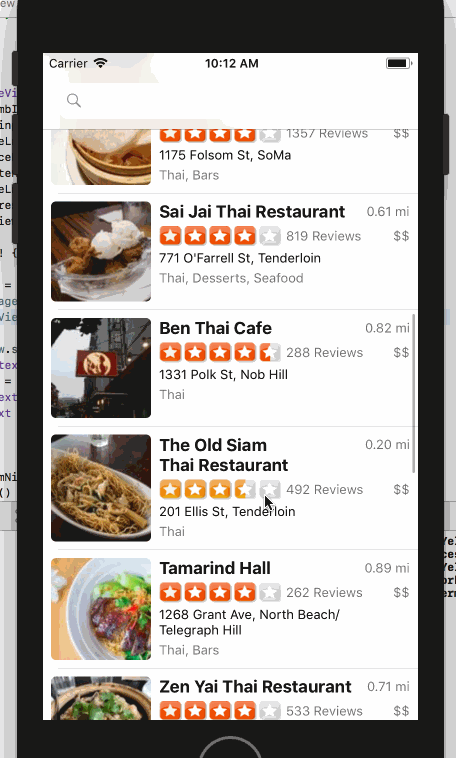 Carrier 10:12 AM
1357 Reviews $$
1175 Folsom St, SoMa
Thai, Bars
Sai Jai Thai Restaurant 0.61 mi
819 Reviews $$
771 O'Farrell St, Tenderloin
Thai, Desserts, Seafood
Ben Thai Cafe 0.82 mi
288 Reviews $$
1331 Polk St, Nob Hill
Thai
The Old Siam 0.20 mi
Thai Restaurant
492 Reviews $$
201 Ellis St, Tenderloin
Thai
Tamarind Hall 0.89 mi
262 Reviews $$
1268 Grant Ave, North Beach/
Telegraph Hill
Thai, Bars
Zen Yai Thai Restaurant 0.71 mi
533 Reviews $$